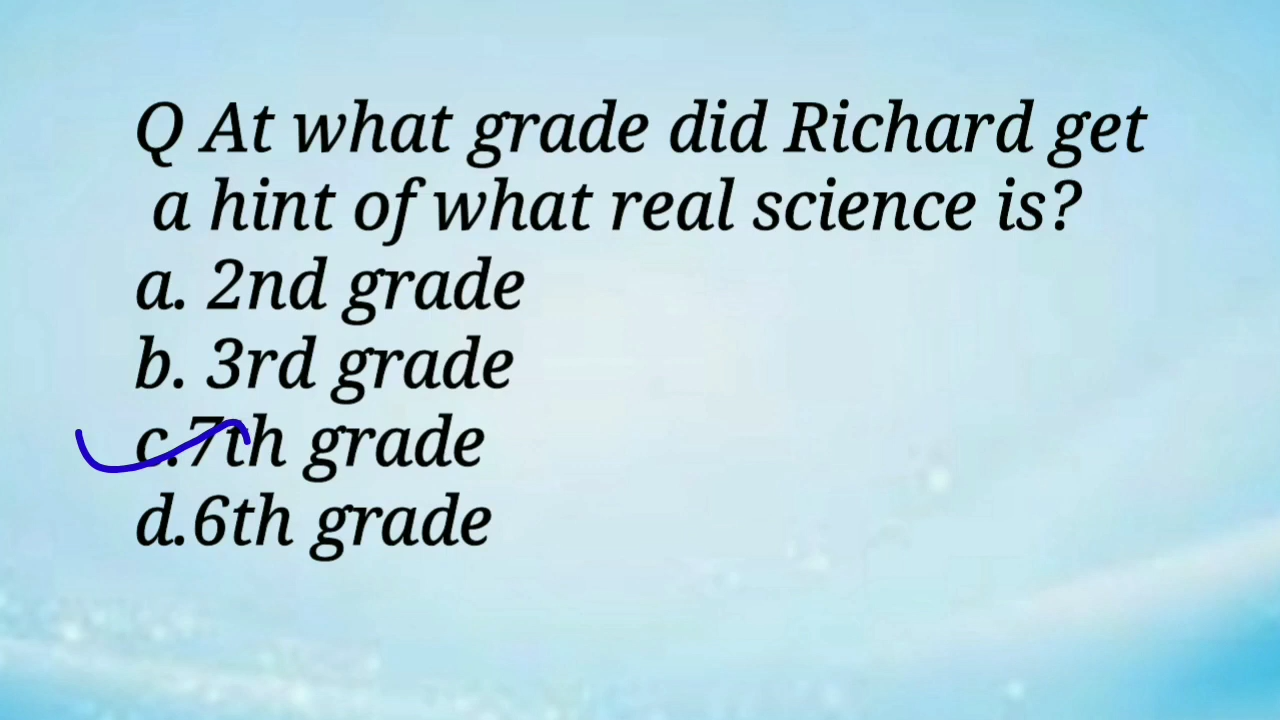 Q At what grade did Richard get
a hint of what real science is?
a. 2nd grade
b. 3rd grade
c.7th grade
d.6th grade